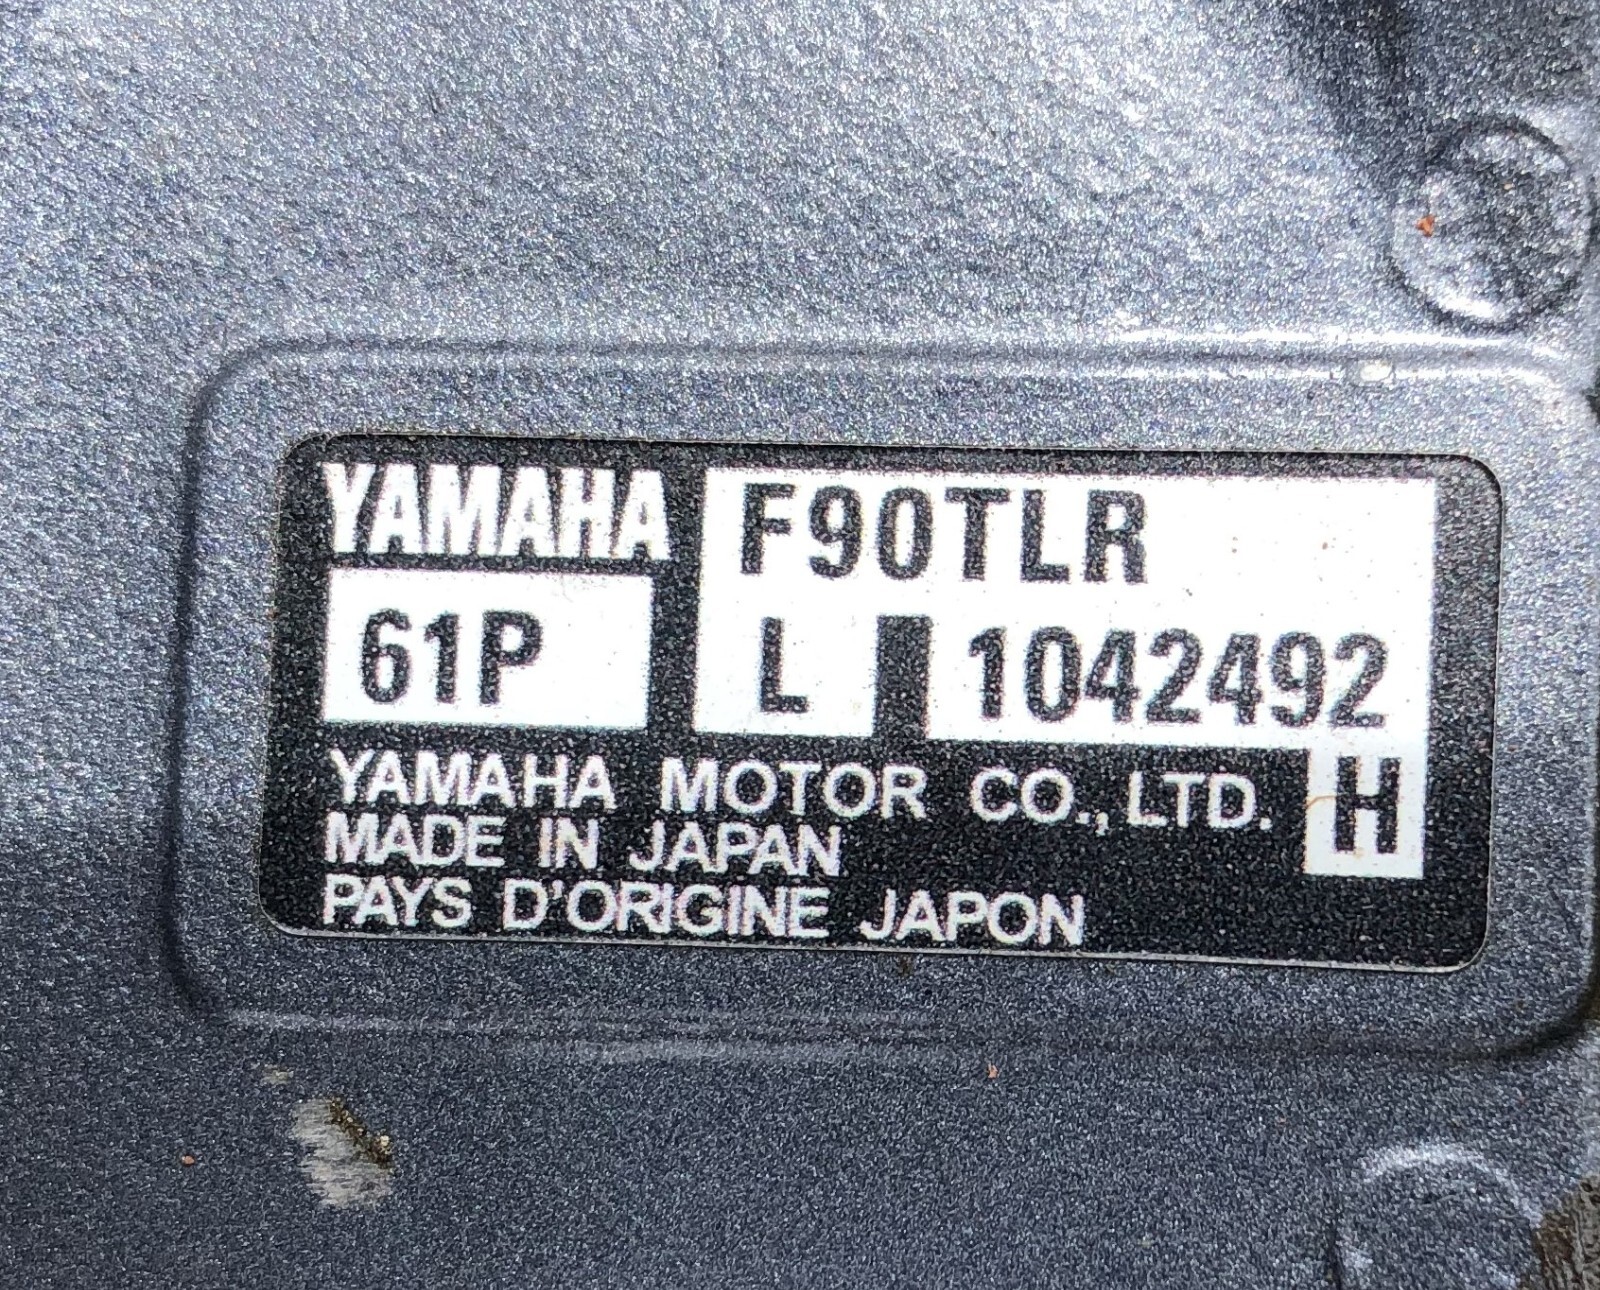 YAMAHA F90TLR
61P L 1042492
YAMAHA MOTOR CO., LTD. H
MADE IN JAPAN
PAYS D'ORIGINE JAPON